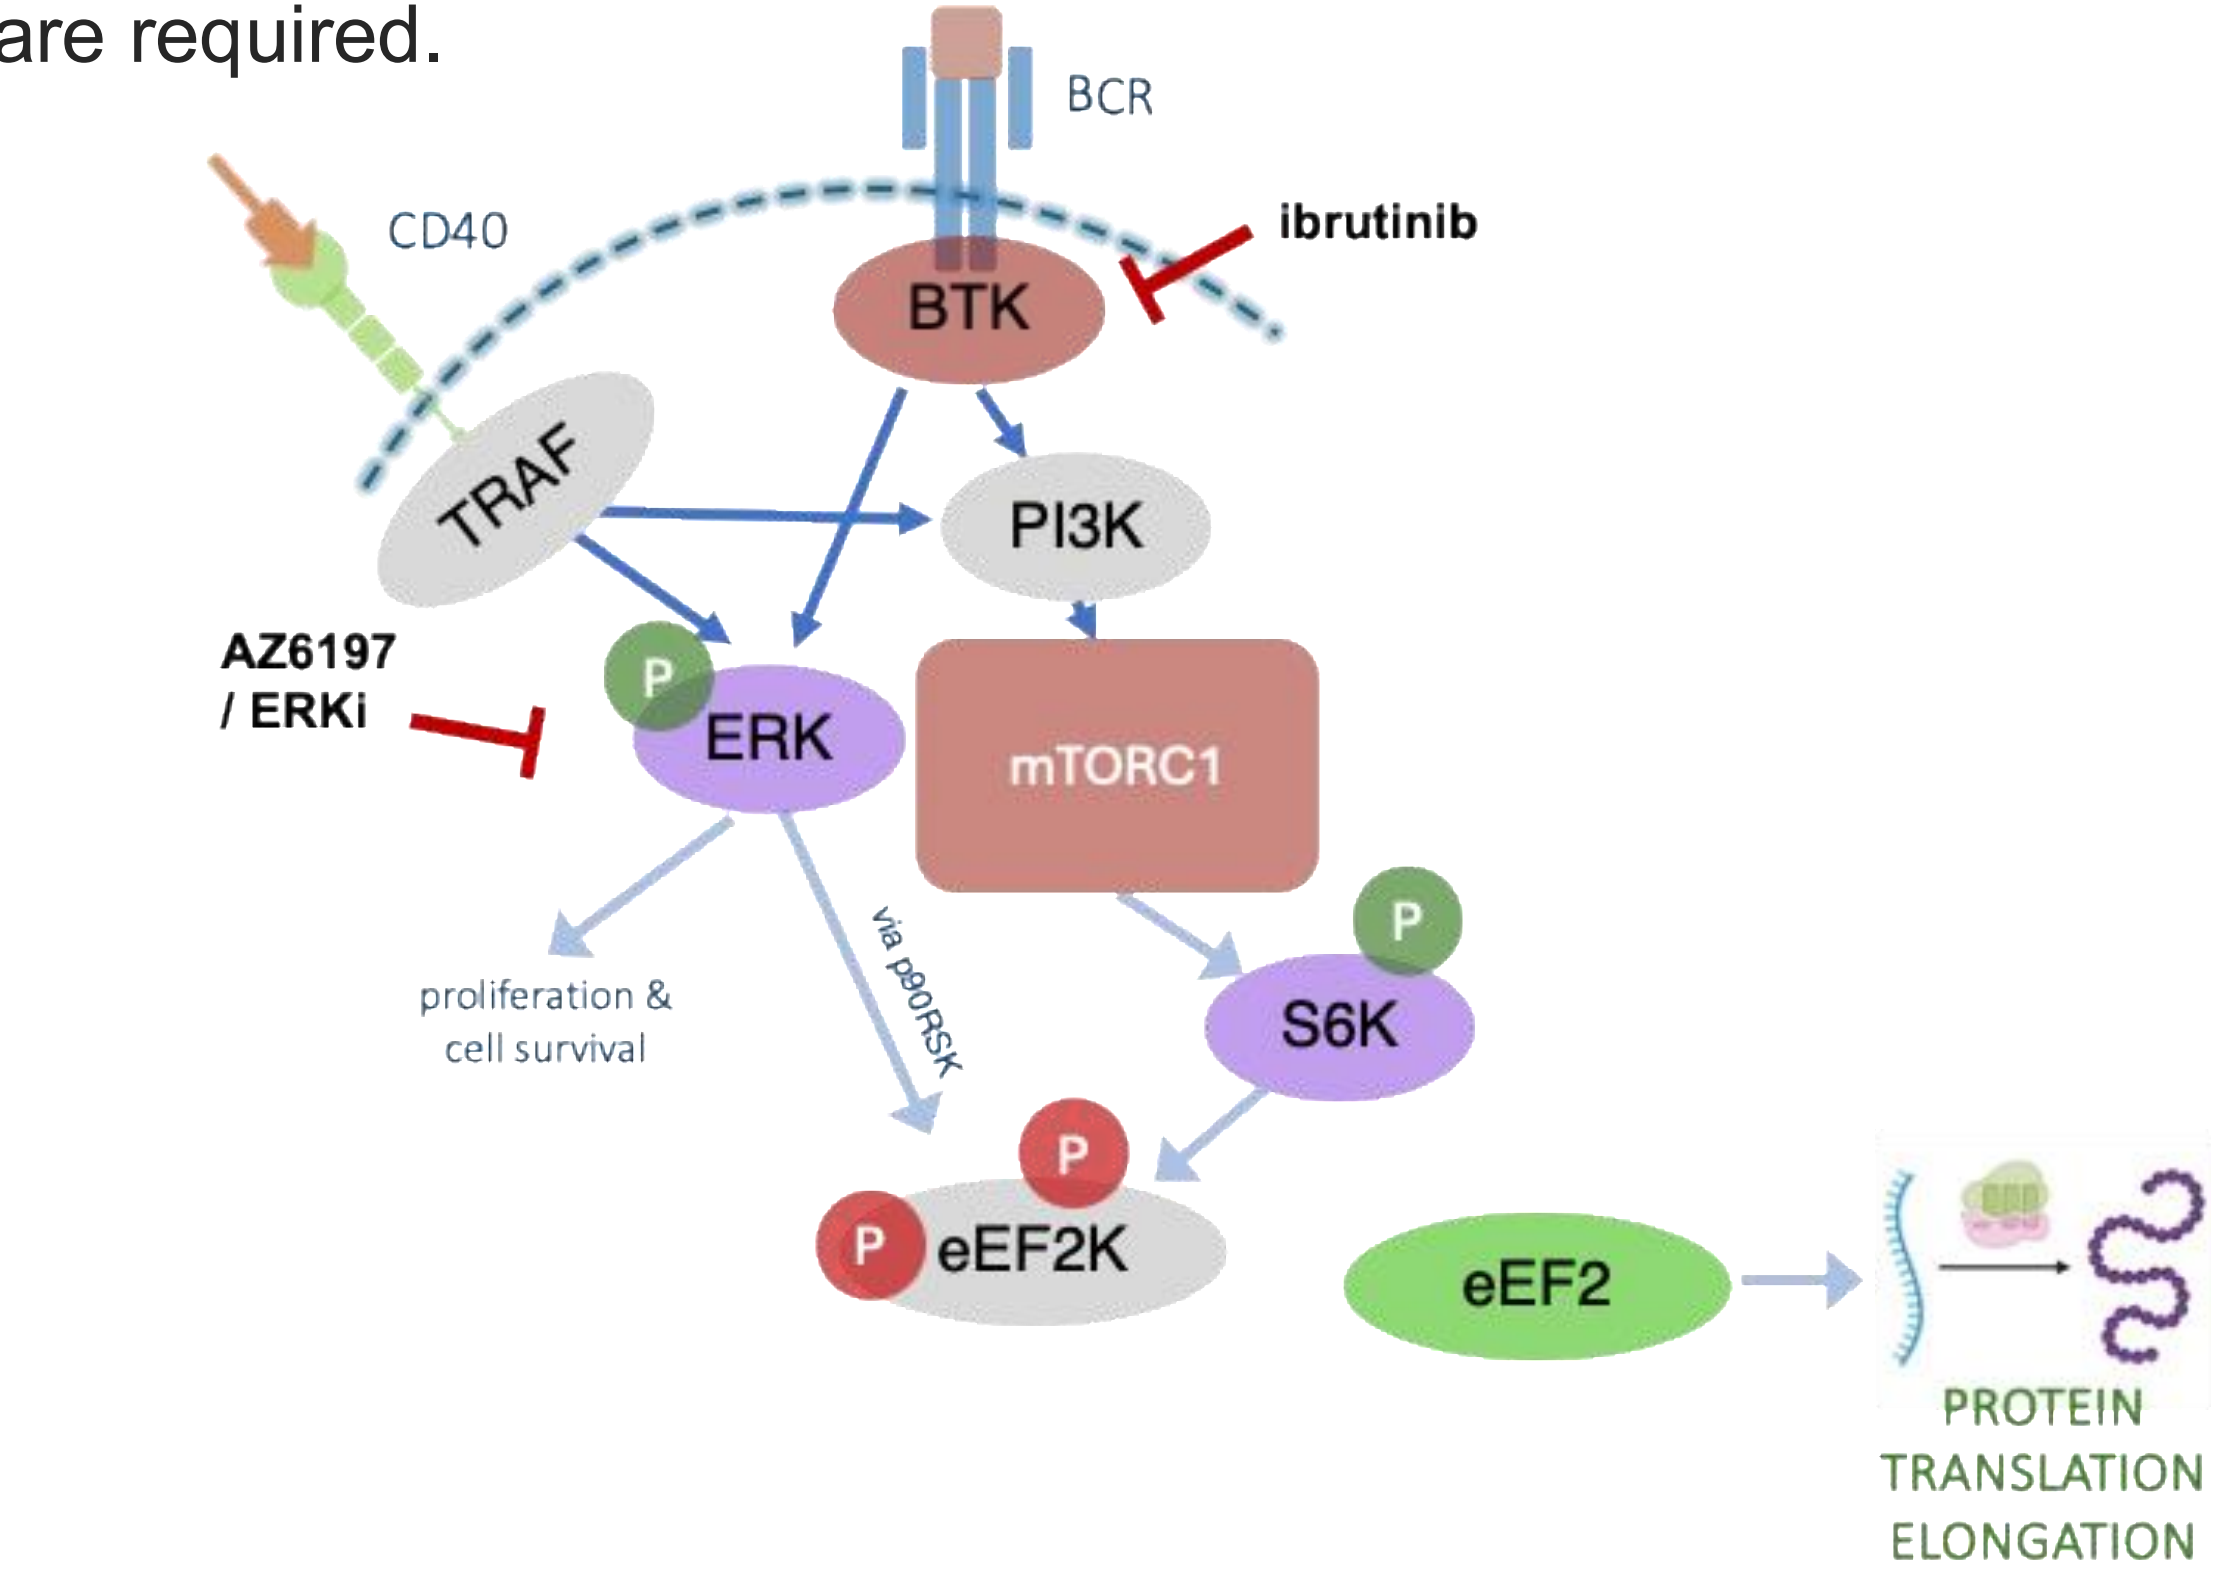 are required.
BCR
CD40
ibrutinib
BTK
TRAF
PI3K
AZ6197
/ ERKi
P
ERK
mTORC1
via p90RSK
P
proliferation &
cell survival
S6K
P
P
eEF2K
eEF2
PROTEIN
TRANSLATION
ELONGATION